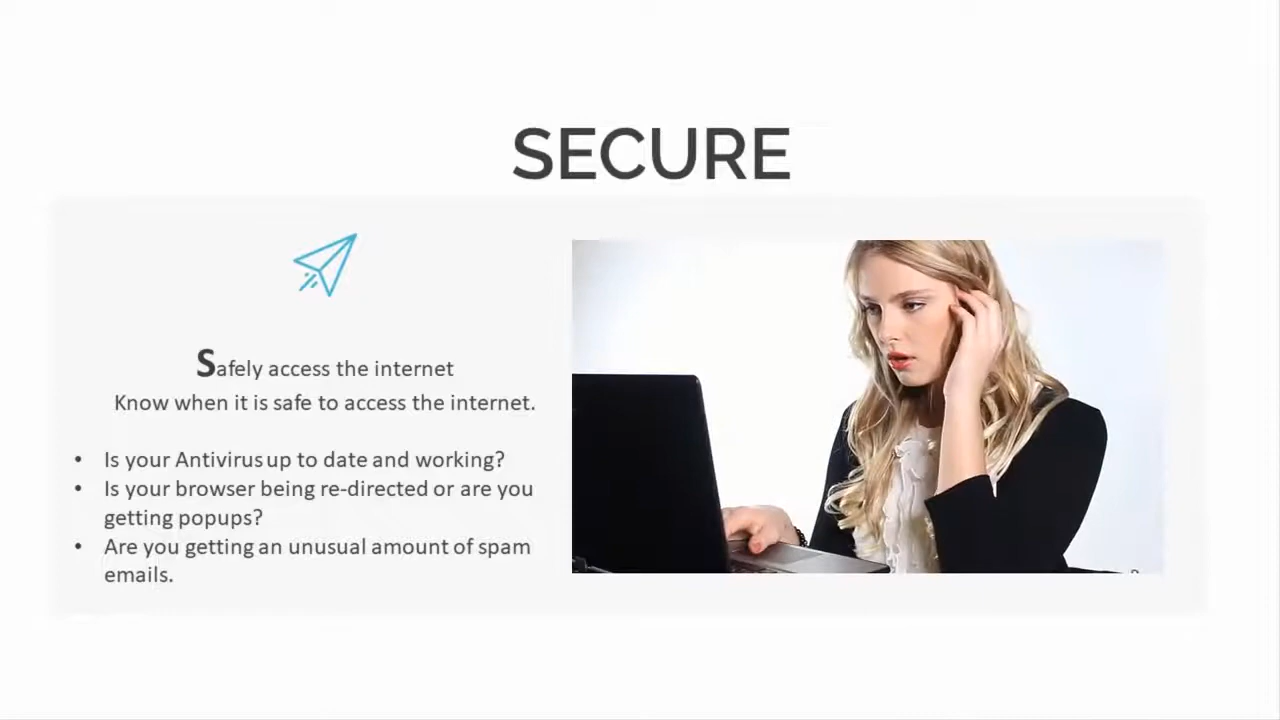 SECURE
Safely access the internet
Know when it is safe to access the internet.
• Is your Antivirus up to date and working?
• Is your browser being re-directed or are you
getting popups?
• Are you getting an unusual amount of spam
emails.